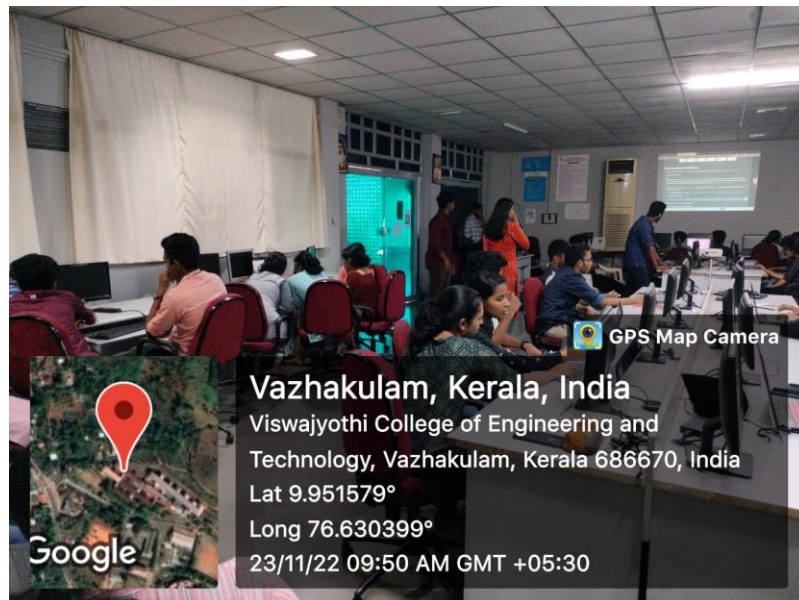 GPS Map Camera
Vazhakulam, Kerala, India
Viswajyothi College of Engineering and
Technology, Vazhakulam, Kerala 686670, India
Lat 9.951579°
Long 76.630399°
23/11/22 09:50 AM GMT +05:30
Google